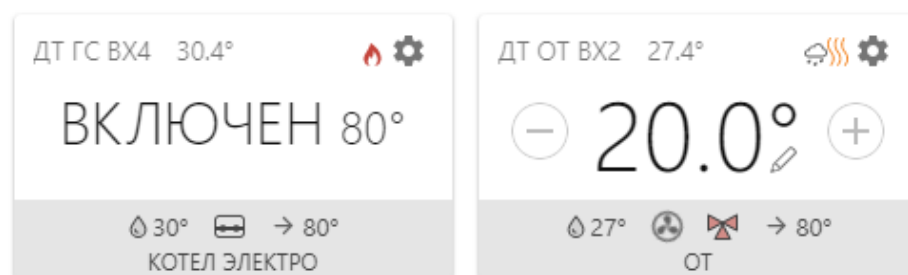 ДТ ГС ВХ4 30.4°
ВКЛЮЧЕН 80°
30° → 80°
КОТЕЛ ЭЛЕКТРО
ДТ ОТ ВХ2 27.4°
20.0°
27° → 80°
ОТ